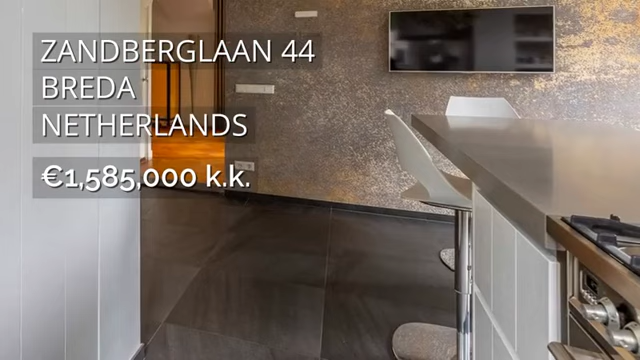 ZANDBERGLAAN 44
BREDA
NETHERLANDS
€1,585,000 k.k.